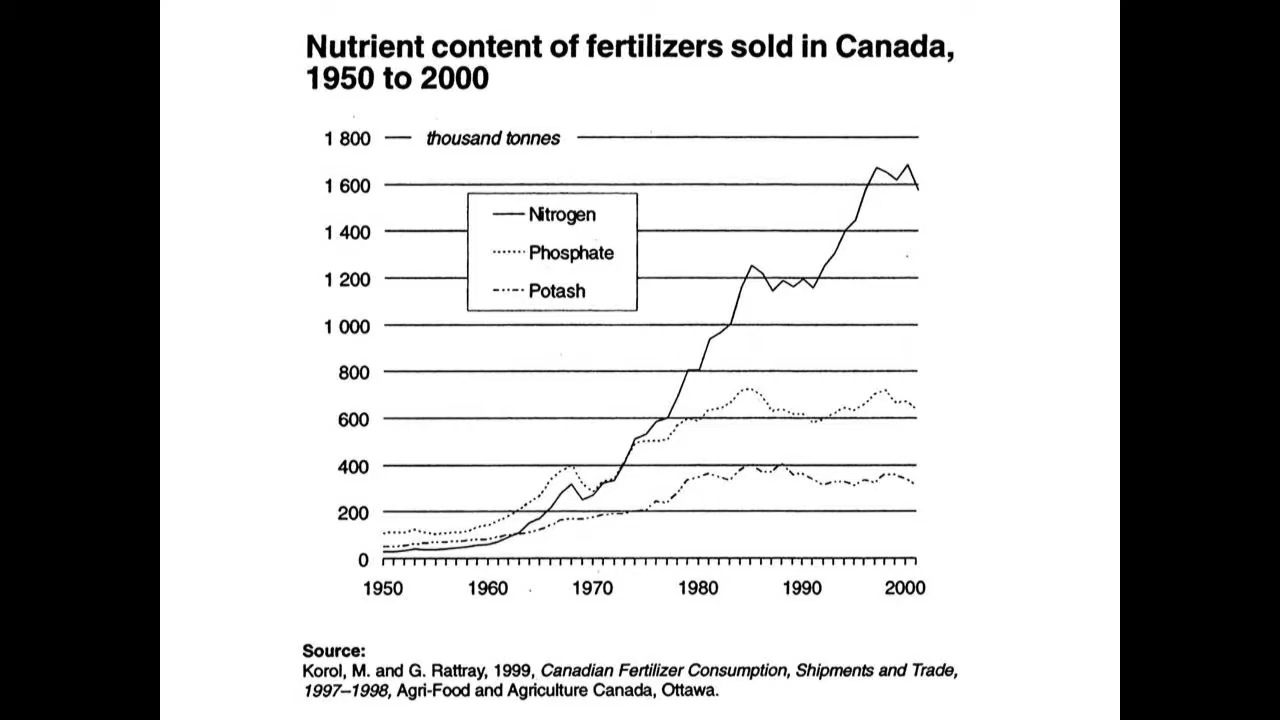 Nutrient content of fertilizers sold in Canada,
1950 to 2000
1 800
thousand tonnes
1 600
Nitrogen
1 400
Phosphate
1 200
Potash
1 000
800
600
400
200
0
1950 1960 1970 1980 1990 2000
Source:
Korol, M. and G. Rattray, 1999, Canadian Fertilizer Consumption, Shipments and Trade,
1997–1998, Agri-Food and Agriculture Canada, Ottawa.